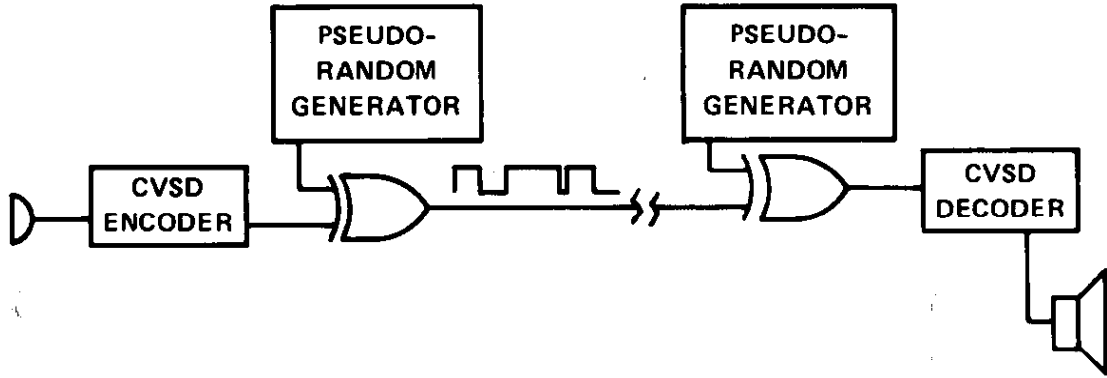 PSEUDO-
RANDOM
GENERATOR
PSEUDO-
RANDOM
GENERATOR
CVSD
ENCODER
CVSD
DECODER